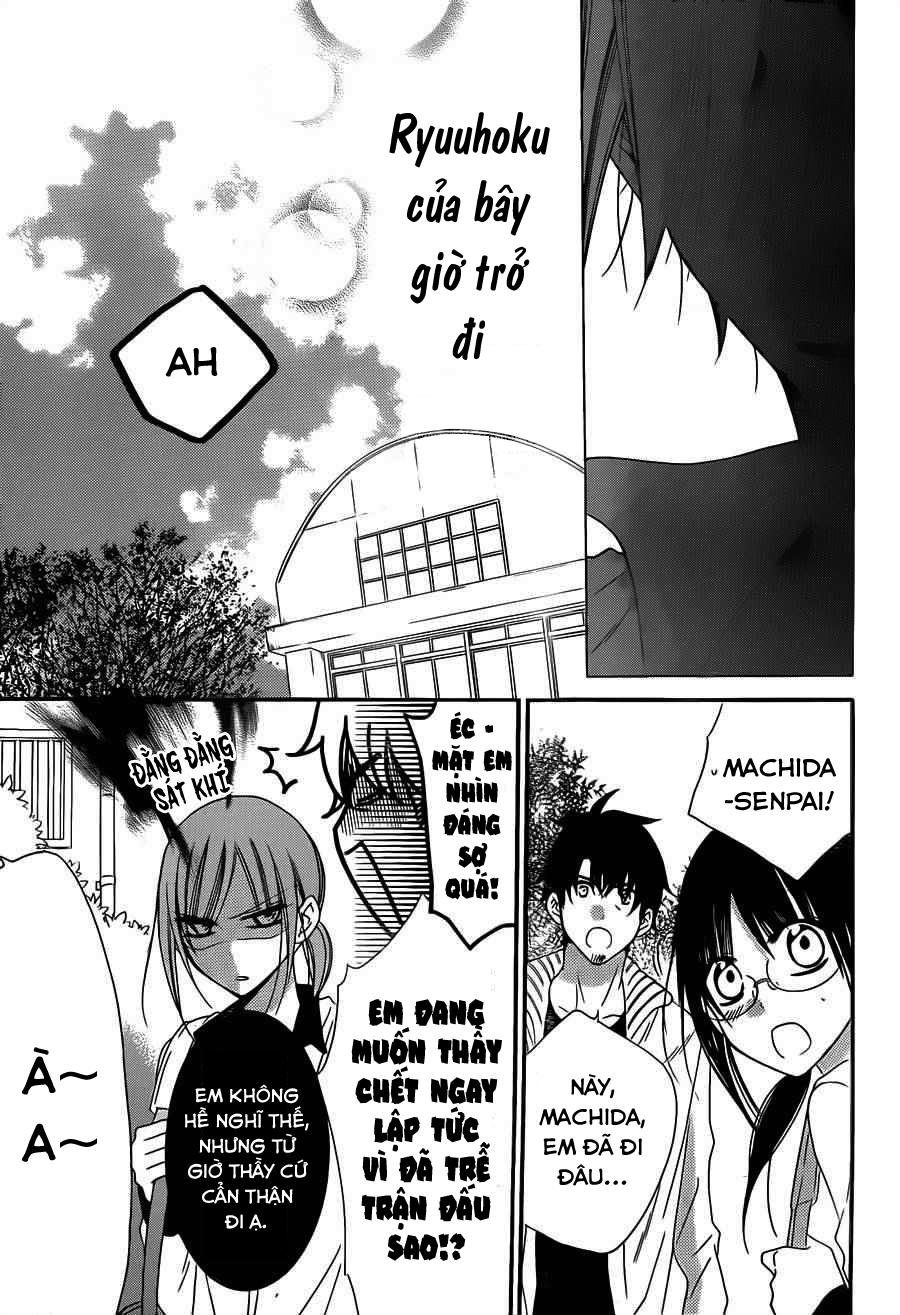 Ryuuhoku
của bây
giờ trở
đi
AH
MACHIDA
-SENPAI!
NÀY,
MACHIDA,
EM ĐÃ ĐI
ĐÂU...
ÉC -
MẶT EM
NHÌN
ĐÁNG
SỢ
QUÁ!
EM ĐANG
MUỐN THẦY
CHẾT NGAY
LẬP TỨC
VÌ ĐÃ TRỄ
TRẬN ĐẤU
SAO!?
ĐẰNG ĐẰNG
SÁT KHÍ
EM KHÔNG
HỀ NGHĨ THẾ,
NHƯNG TỪ
GIỜ THẦY CỨ
CẨN THẬN
ĐI Ạ.
À~
A~